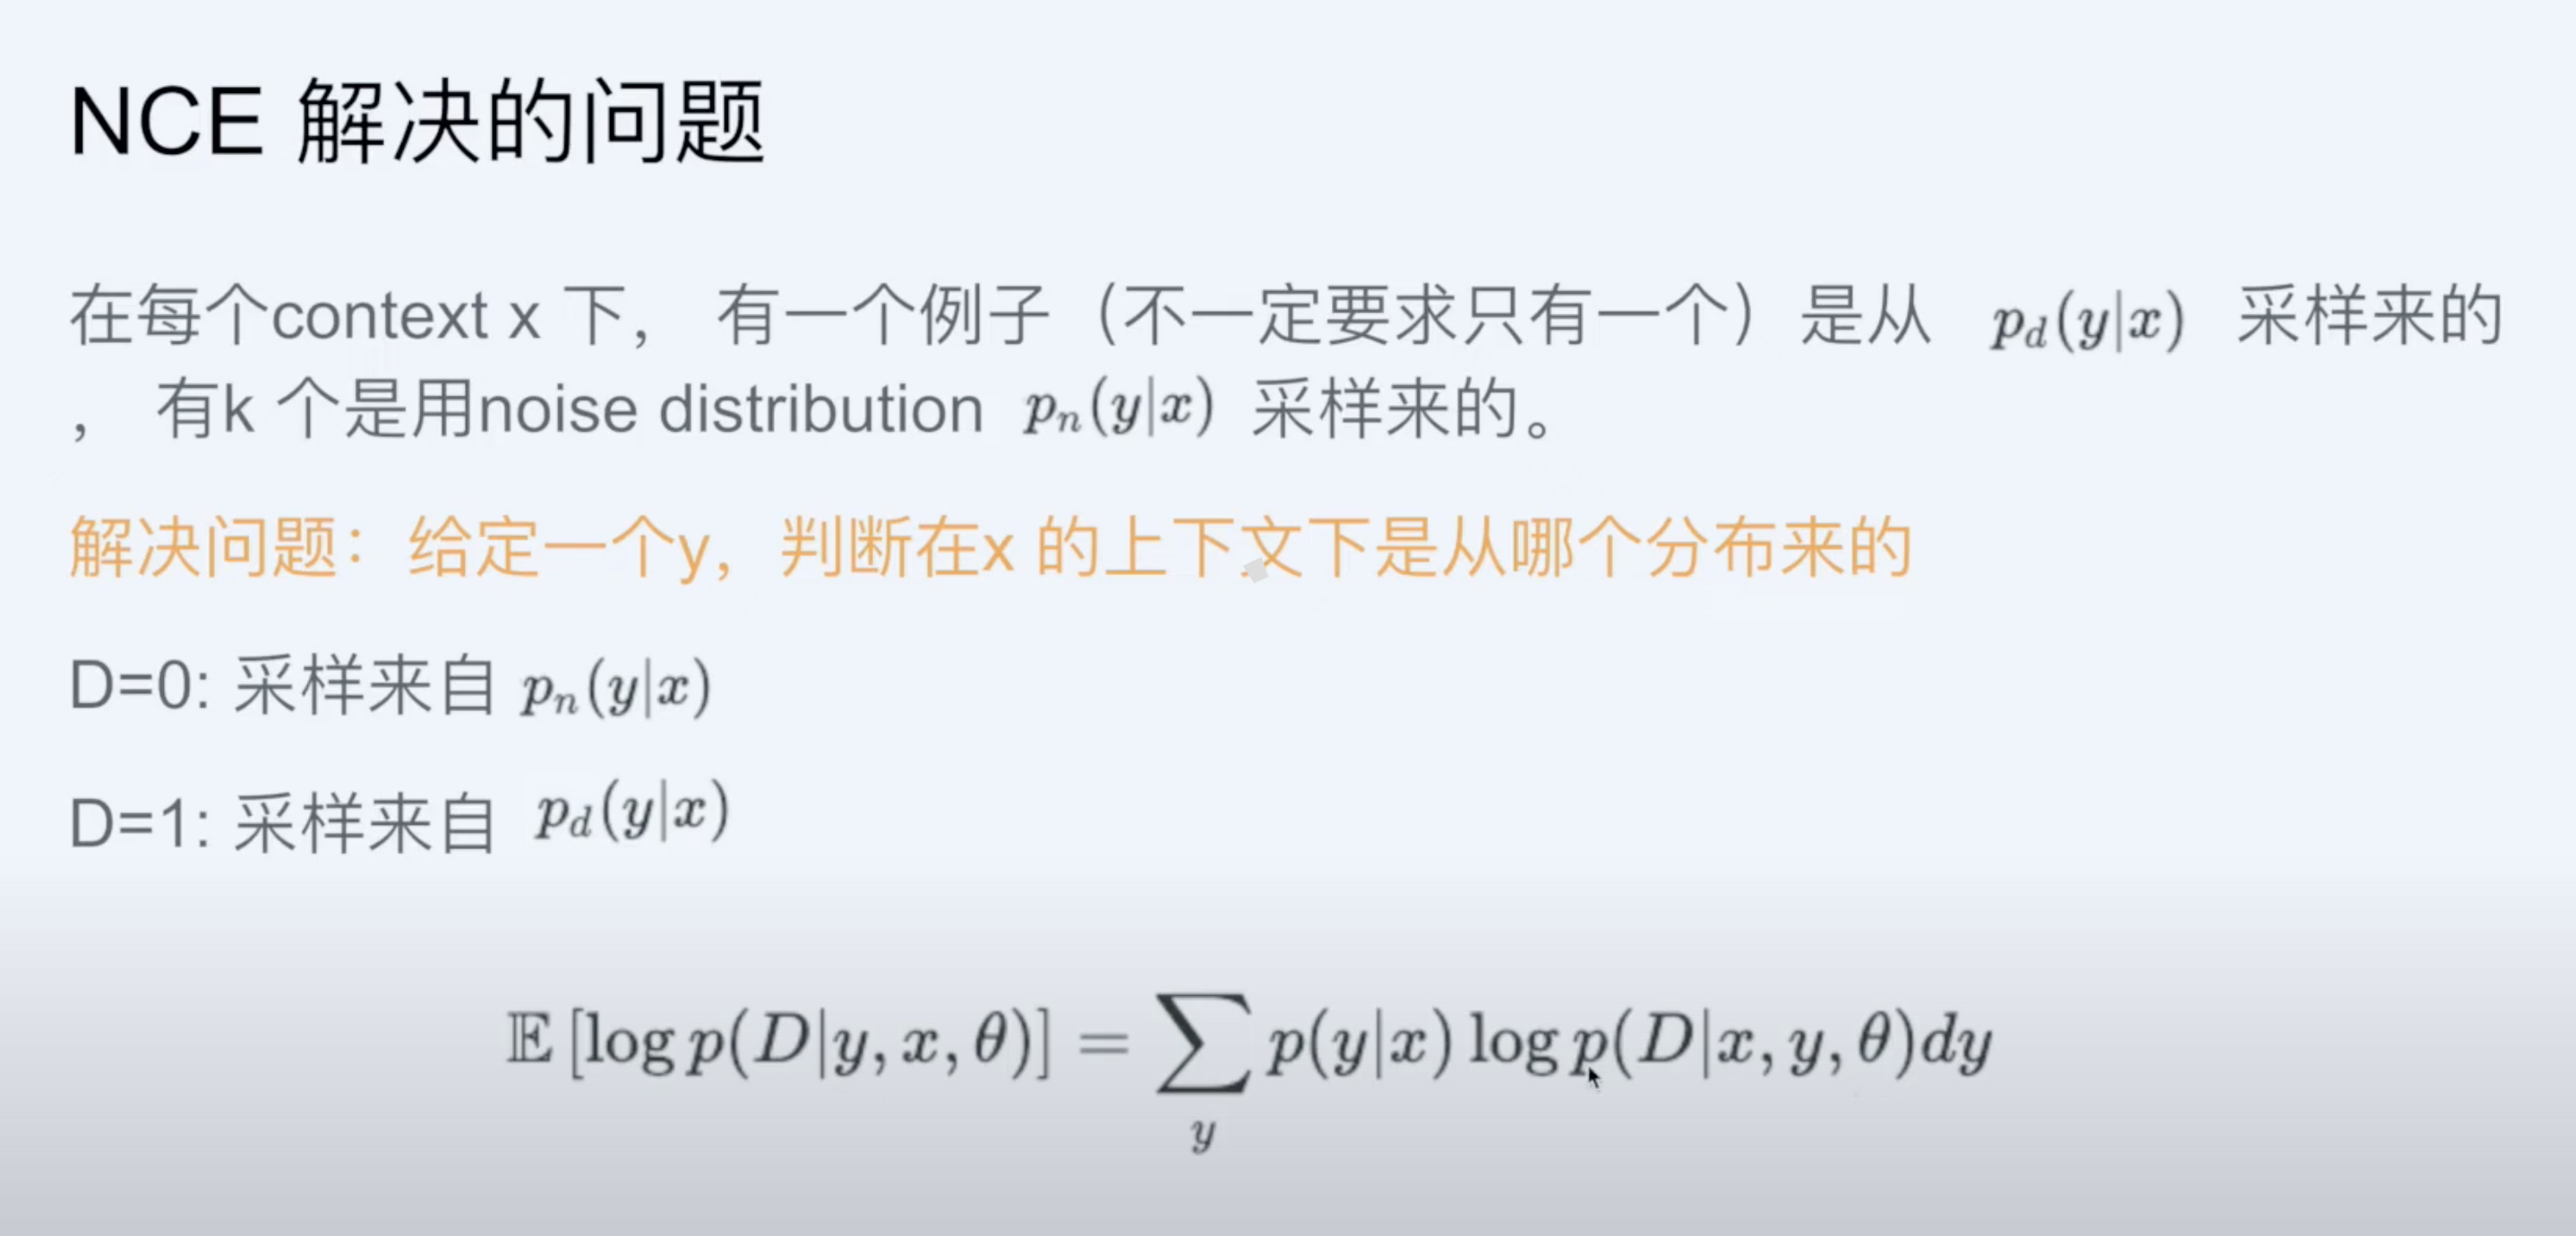 NCE 解决的问题
在每个context x 下， 有一个例子（不一定要求只有一个）是从 $p_d(y|x)$ 采样来的
， 有k 个是用noise distribution $p_n(y|x)$ 采样来的。
解决问题： 给定一个y， 判断在x 的上下文下是从哪个分布来的
D=0: 采样来自 $p_n(y|x)$
D=1: 采样来自 $p_d(y|x)$
$\mathbb{E}[\log p(D|y, x, \theta)] = \sum_y p(y|x) \log p(D|x, y, \theta)dy$